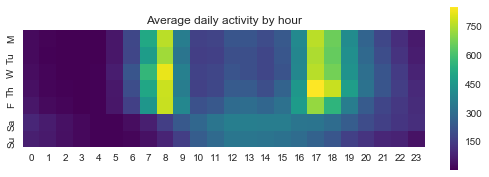 Average daily activity by hour
M
Tu
W
Th
F
Sa
Su
0 1 2 3 4 5 6 7 8 9 10 11 12 13 14 15 16 17 18 19 20 21 22 23
750
600
450
300
150